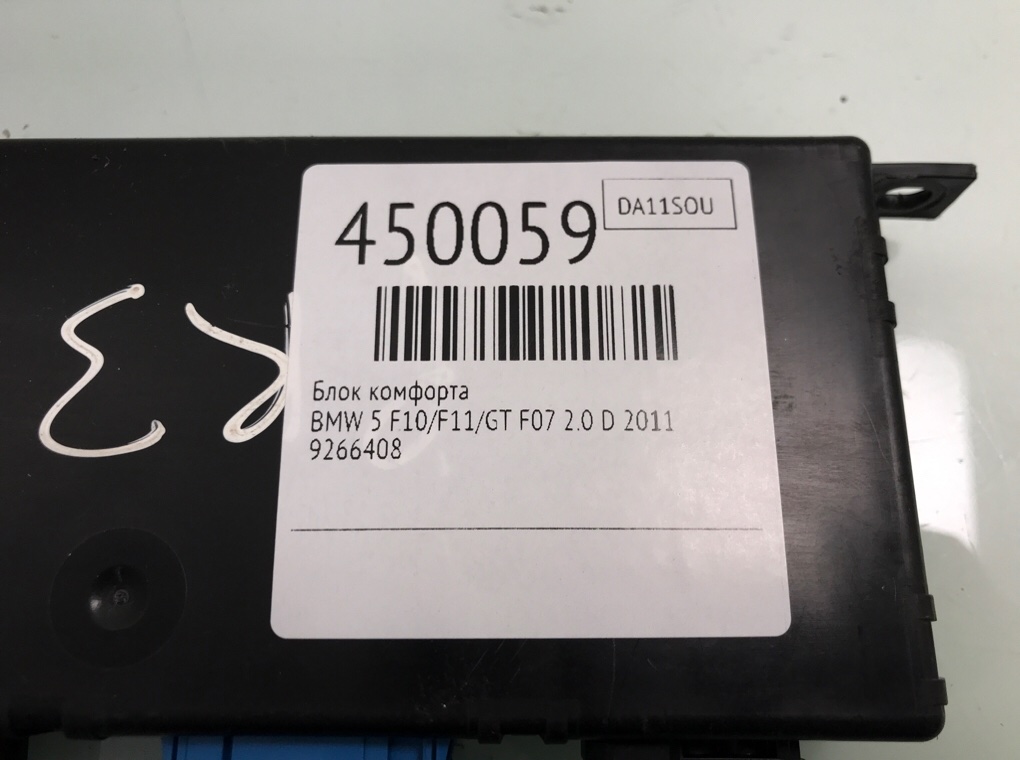 450059
DA11SOU
Блок комфорта
BMW 5 F10/F11/GT F07 2.0 D 2011
9266408